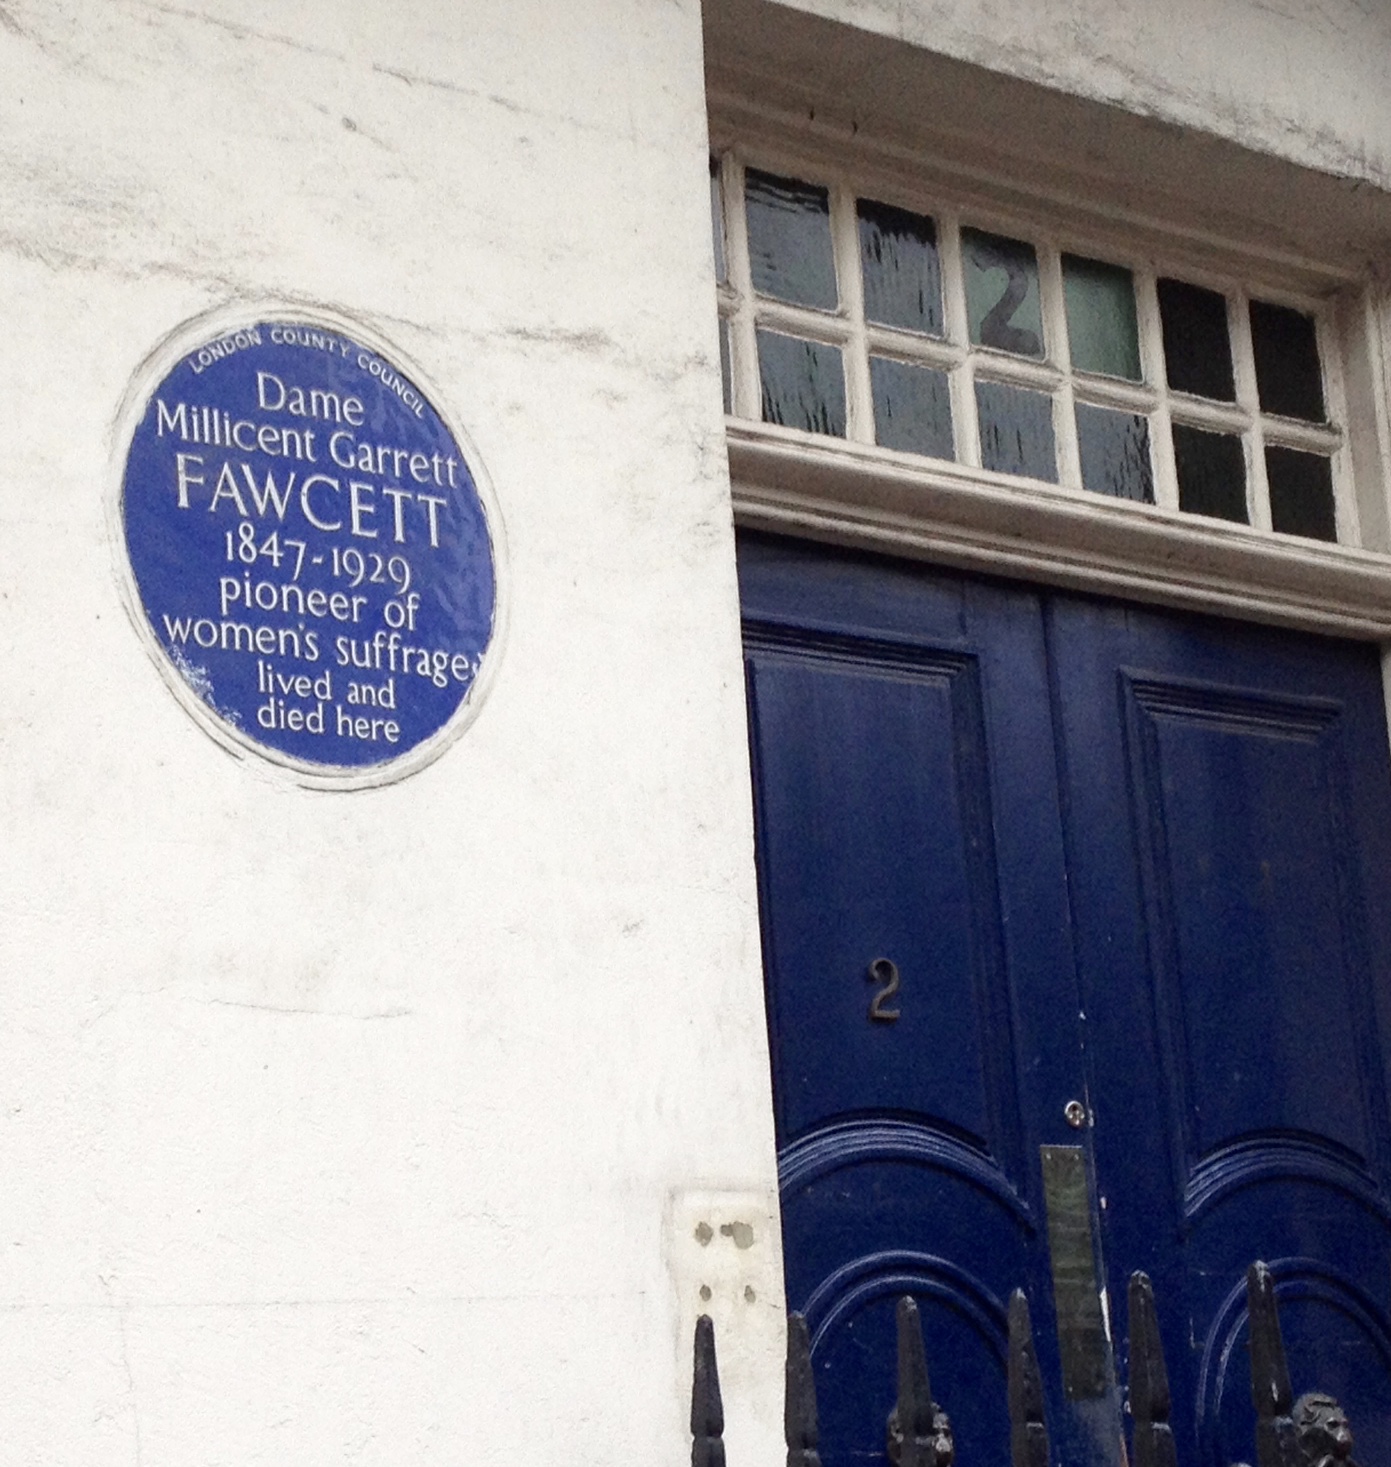 LONDON COUNTY COUNCIL
Dame
Millicent Garrett
FAWCETT
1847-1929
pioneer of
women's suffrage
lived and
died here
2
2